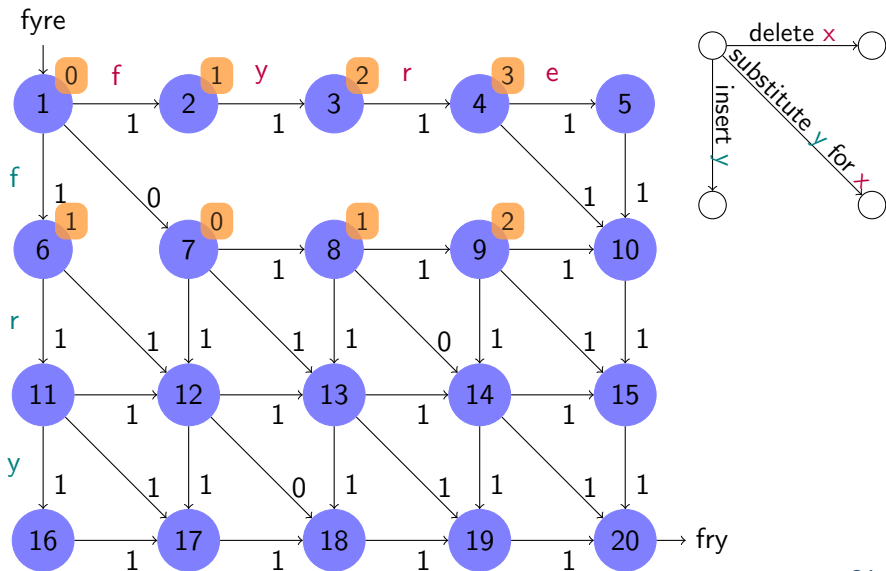 fyre
0 f 1 y 2 r 3 e
1 2 3 4 5
1 1 1 1
f 1 0 1 1
1 0 1 2
6 7 8 9 10
1 1 1
r 1 1 1 1 1 0 1 1 1
11 12 13 14 15
1 1 1 1
y 1 1 1 0 1 1 1 1 1
16 17 18 19 20 fry
1 1 1 1
delete x
substitute y for x
insert y